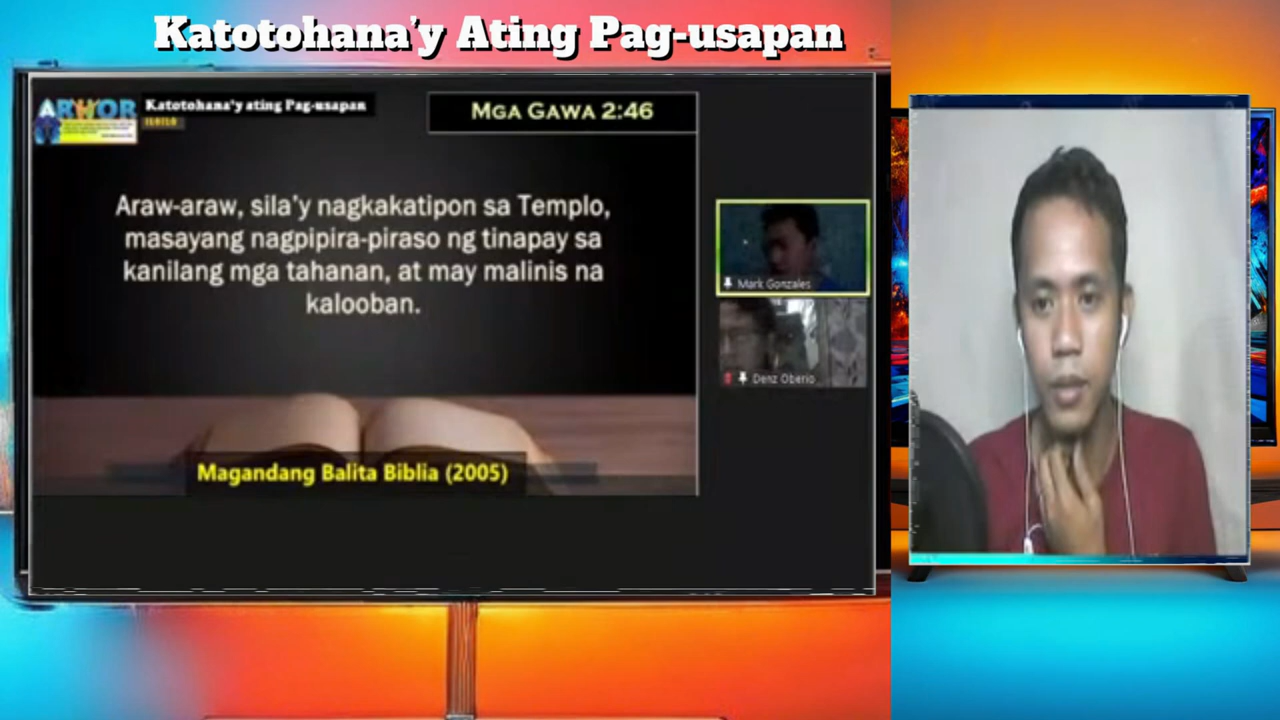 Katotohana'y Ating Pag-usapan
ARWOR
Katotohana'y ating Pag-usapan
MGA GAWA 2:46
Araw-araw, sila'y nagkakatipon sa Templo,
masayang nagpipira-piraso ng tinapay sa
kanilang mga tahanan, at may malinis na
kalooban.
Magandang Balita Biblia (2005)
Mark Gonzales
Denz Oberio